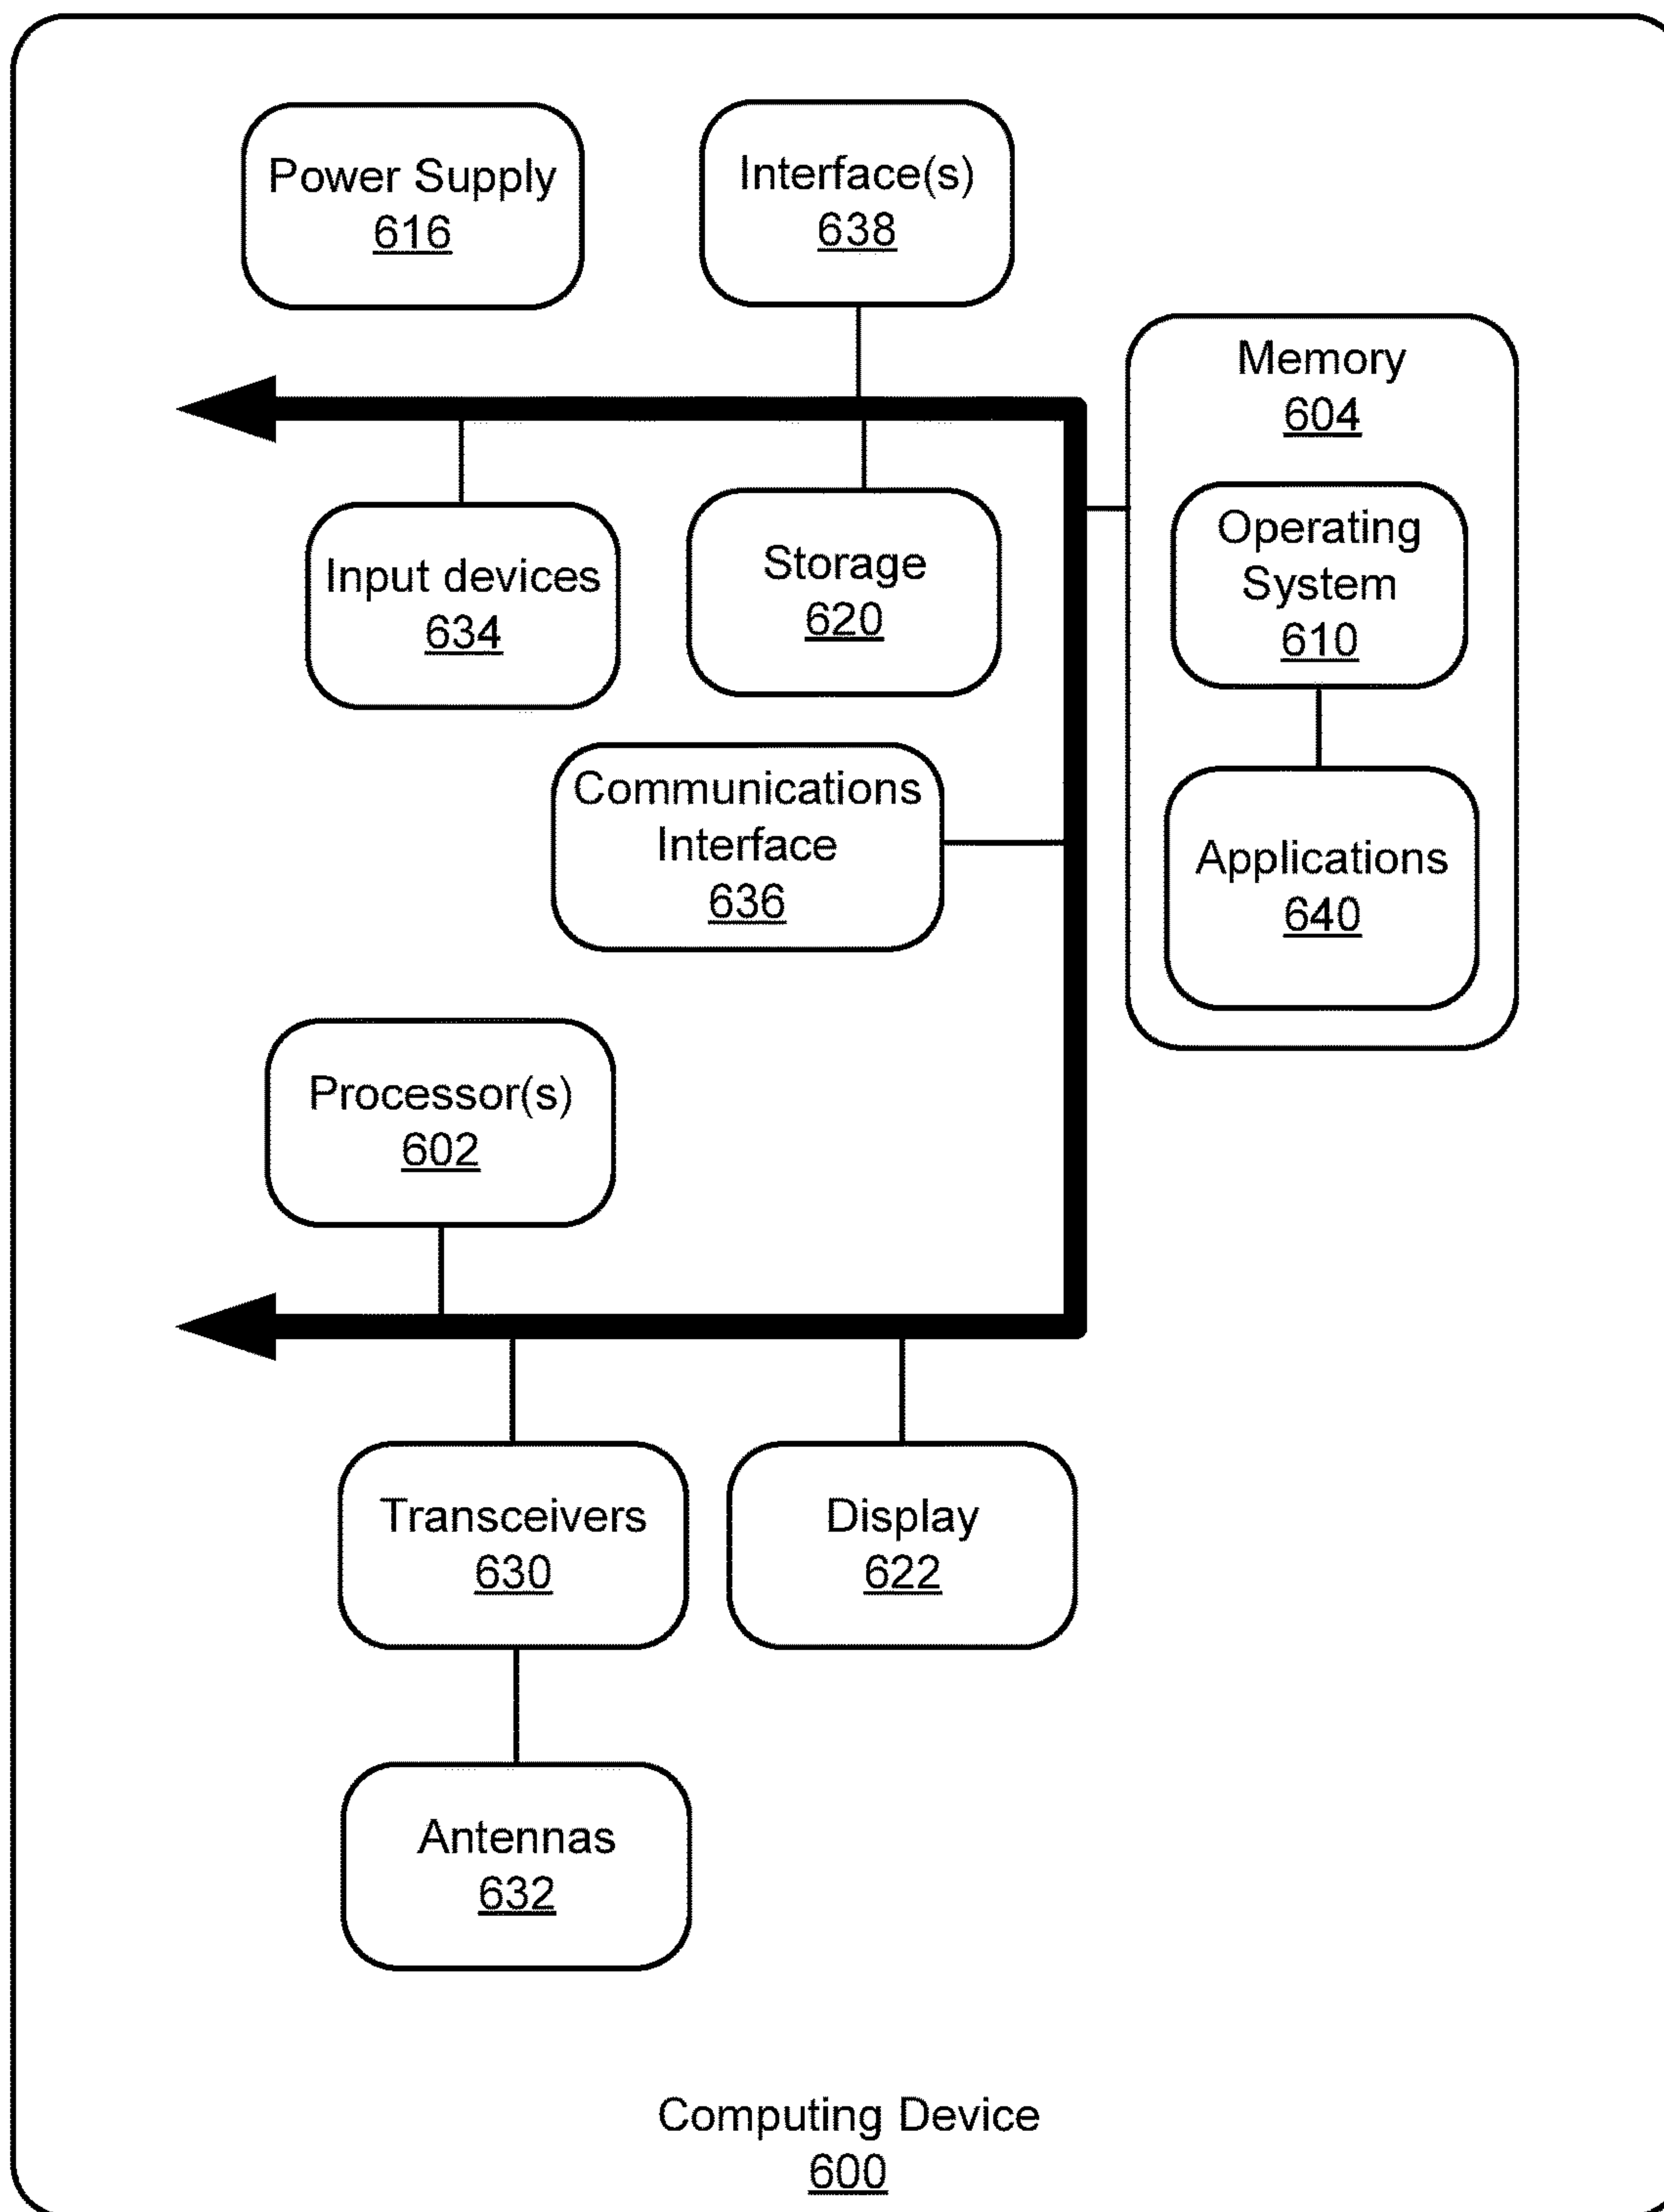 Power Supply
616
Interface(s)
638
Memory
604
Operating
System
610
Input devices
634
Storage
620
Communications
Interface
636
Applications
640
Processor(s)
602
Transceivers
630
Display
622
Antennas
632
Computing Device
600